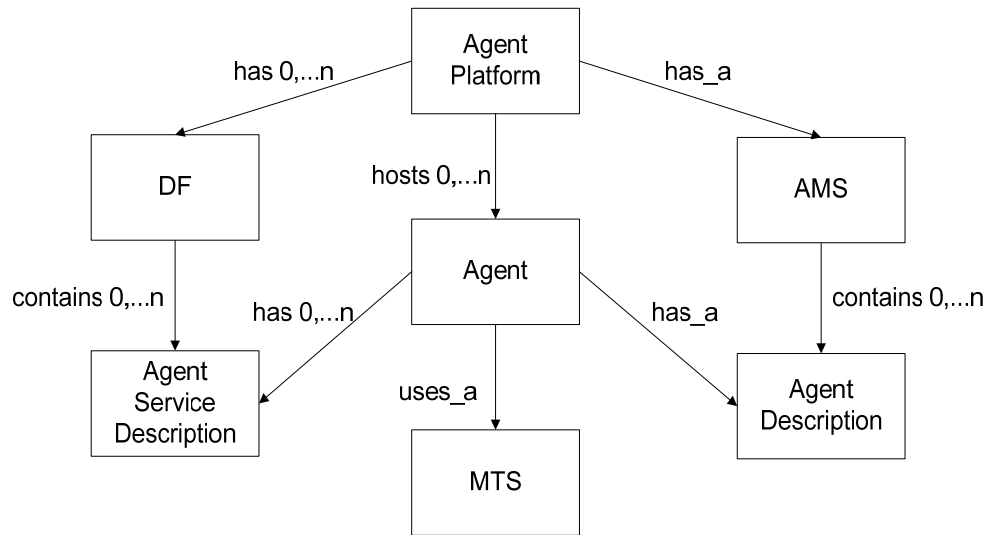 Agent
Platform
has 0,...n
has_a
DF
hosts 0,...n
AMS
Agent
contains 0,...n
has 0,...n
has_a
contains 0,...n
Agent
Service
Description
uses_a
Agent
Description
MTS